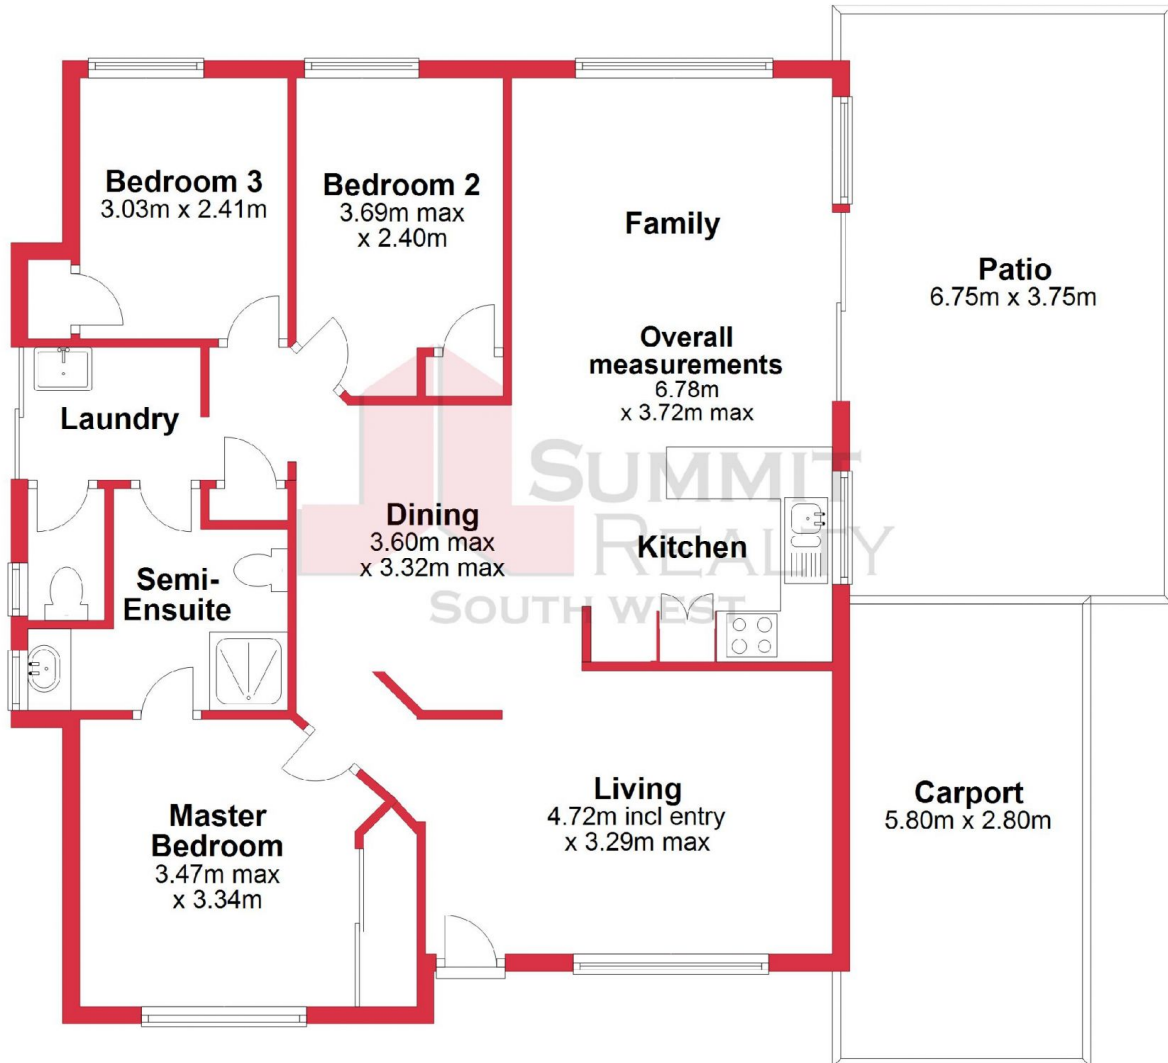 Bedroom 3
3.03m x 2.41m
Bedroom 2
3.69m max
x 2.40m
Family
Overall
measurements
6.78m
x 3.72m max
Patio
6.75m x 3.75m
Laundry
Dining
3.60m max
x 3.32m max
Kitchen
SUMMIT
REALTY
SOUTH WEST
Semi-
Ensuite
Master
Bedroom
3.47m max
x 3.34m
Living
4.72m incl entry
x 3.29m max
Carport
5.80m x 2.80m